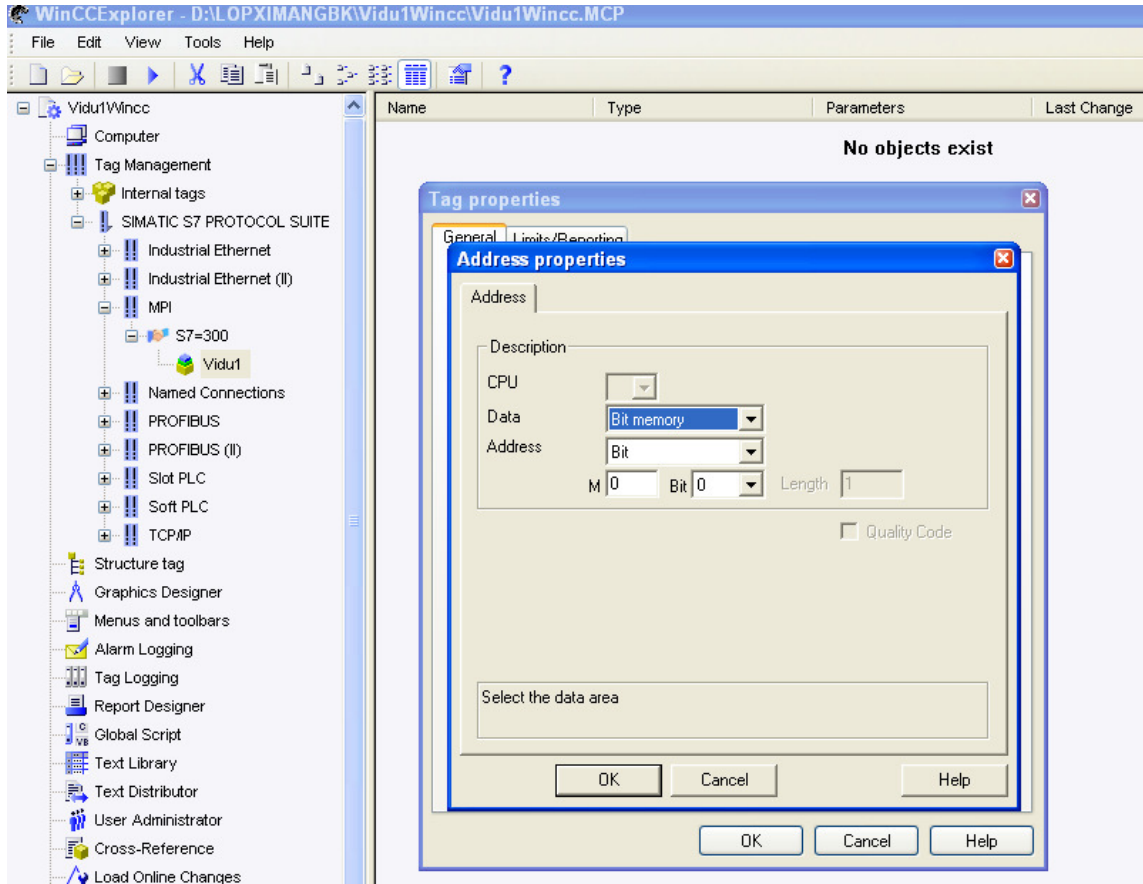 WinCCExplorer - D:\LOPXIMANGBK\Vidu1Wincc\Vidu1Wincc.MCP
File Edit View Tools Help
Vidu1Wincc
Computer
Tag Management
Internal tags
SIMATIC S7 PROTOCOL SUITE
Industrial Ethernet
Industrial Ethernet (II)
MPI
S7=300
Vidu1
Named Connections
PROFIBUS
PROFIBUS (II)
Slot PLC
Soft PLC
TCP/IP
Structure tag
Graphics Designer
Menus and toolbars
Alarm Logging
Tag Logging
Report Designer
Global Script
Text Library
Text Distributor
User Administrator
Cross-Reference
Load Online Changes
Name Type Parameters Last Change
No objects exist
Tag properties
General Limits/Reporting
Address properties
Address
Description
CPU
Data Bit memory
Address Bit
M 0 Bit 0 Length 1
Quality Code
Select the data area
OK Cancel Help
OK Cancel Help